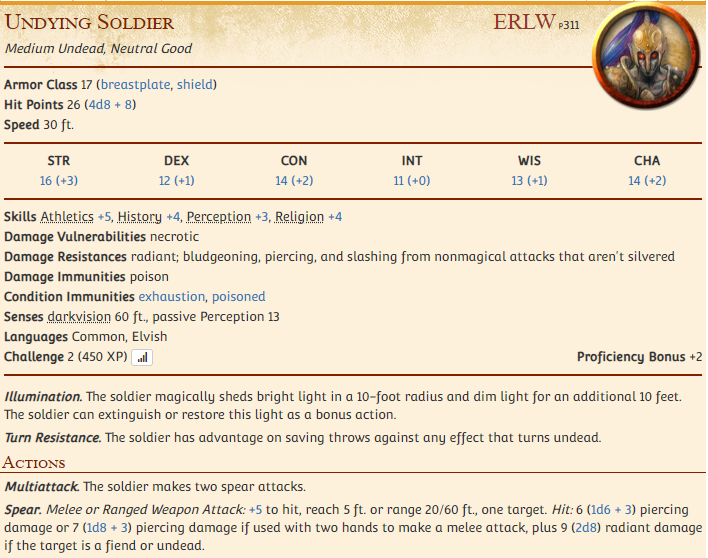 Undying Soldier ERLW p311
Medium Undead, Neutral Good
Armor Class 17 (breastplate, shield)
Hit Points 26 (4d8 + 8)
Speed 30 ft.
STR DEX CON INT WIS CHA
16 (+3) 12 (+1) 14 (+2) 11 (+0) 13 (+1) 14 (+2)
Skills Athletics +5, History +4, Perception +3, Religion +4
Damage Vulnerabilities necrotic
Damage Resistances radiant; bludgeoning, piercing, and slashing from nonmagical attacks that aren't silvered
Damage Immunities poison
Condition Immunities exhaustion, poisoned
Senses darkvision 60 ft., passive Perception 13
Languages Common, Elvish
Challenge 2 (450 XP) Proficiency Bonus +2
Illumination. The soldier magically sheds bright light in a 10-foot radius and dim light for an additional 10 feet.
The soldier can extinguish or restore this light as a bonus action.
Turn Resistance. The soldier has advantage on saving throws against any effect that turns undead.
Actions
Multiattack. The soldier makes two spear attacks.
Spear. Melee or Ranged Weapon Attack: +5 to hit, reach 5 ft. or range 20/60 ft., one target. Hit: 6 (1d6 + 3) piercing
damage or 7 (1d8 + 3) piercing damage if used with two hands to make a melee attack, plus 9 (2d8) radiant damage
if the target is a fiend or undead.